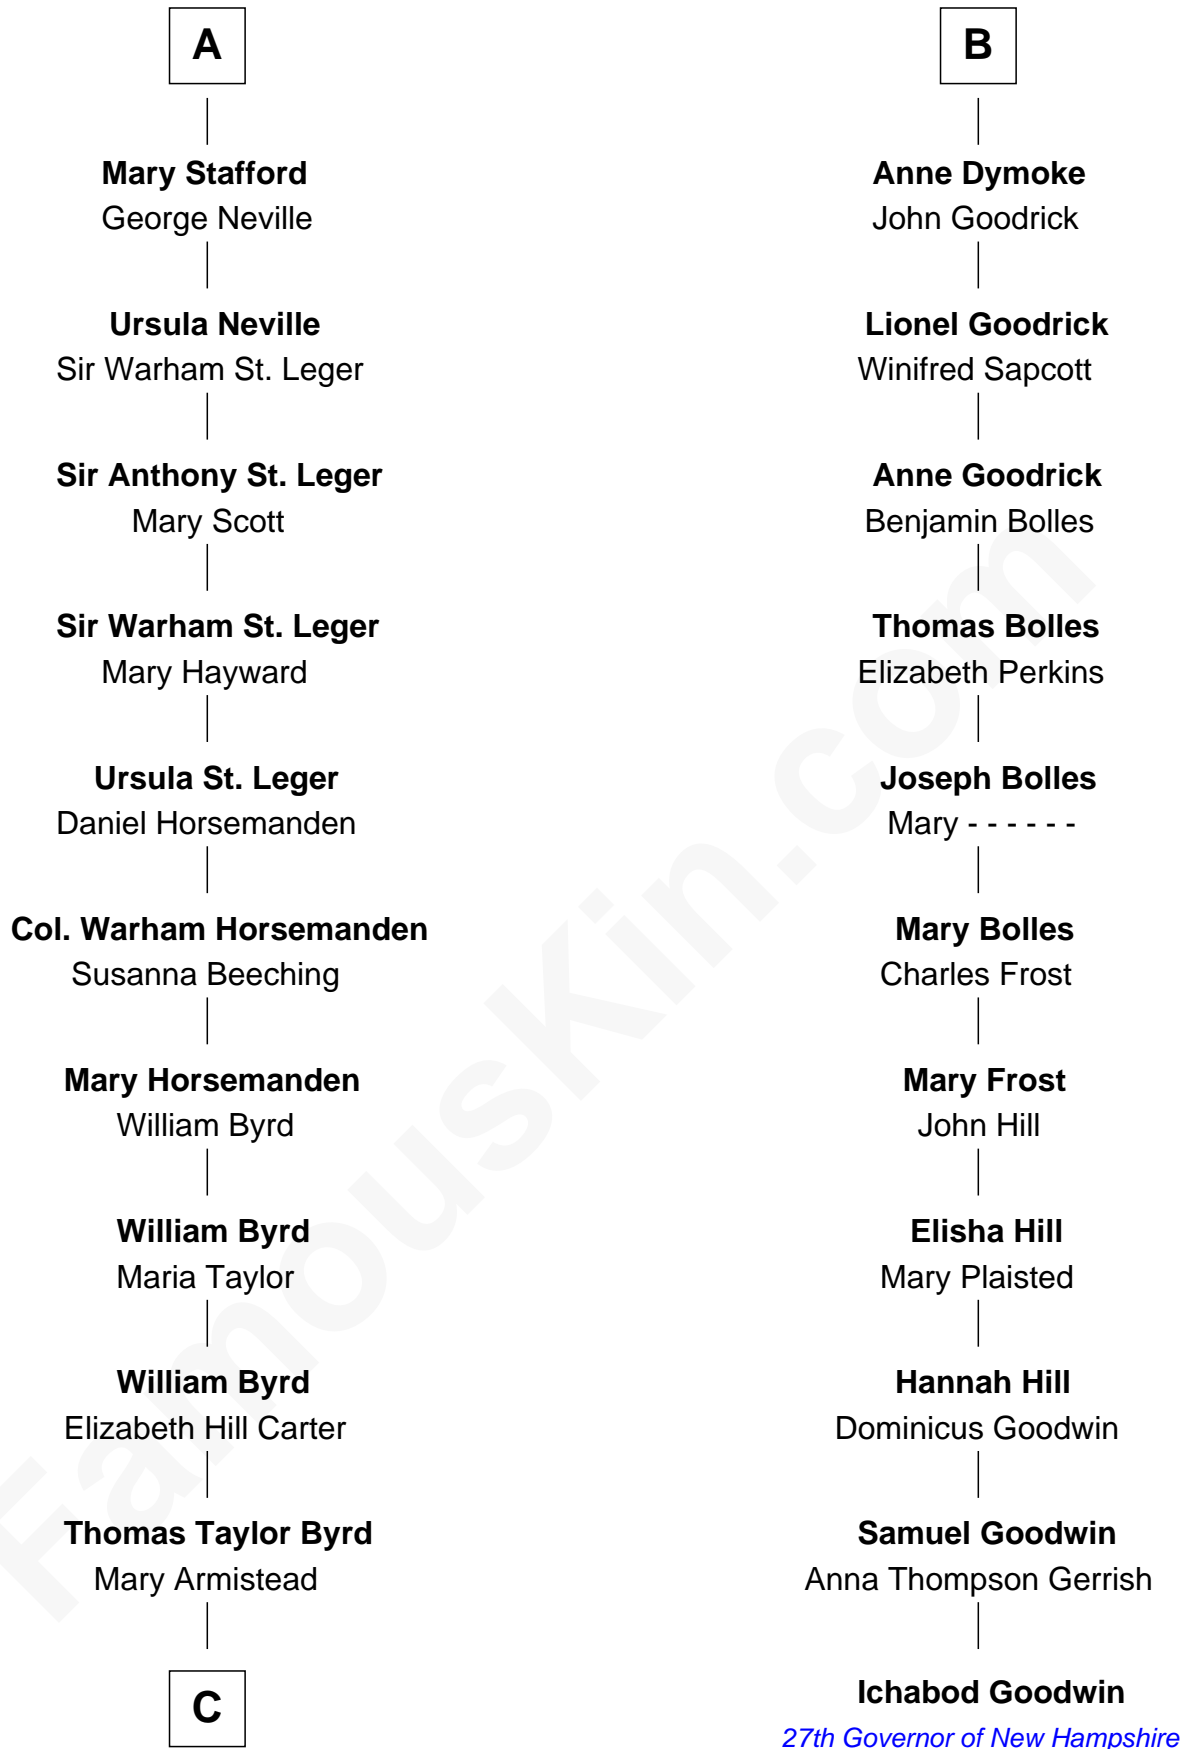 A
Mary Stafford
George Neville
Ursula Neville
Sir Warham St. Leger
Sir Anthony St. Leger
Mary Scott
Sir Warham St. Leger
Mary Hayward
Ursula St. Leger
Daniel Horsemanden
Col. Warham Horsemanden
Susanna Beeching
Mary Horsemanden
William Byrd
William Byrd
Maria Taylor
William Byrd
Elizabeth Hill Carter
Thomas Taylor Byrd
Mary Armistead
C
B
Anne Dymoke
John Goodrick
Lionel Goodrick
Winifred Sapcott
Anne Goodrick
Benjamin Bolles
Thomas Bolles
Elizabeth Perkins
Joseph Bolles
Mary - - - - - -
Mary Bolles
Charles Frost
Mary Frost
John Hill
Elisha Hill
Mary Plaisted
Hannah Hill
Dominicus Goodwin
Samuel Goodwin
Anna Thompson Gerrish
Ichabod Goodwin
27th Governor of New Hampshire
FamousKin.com